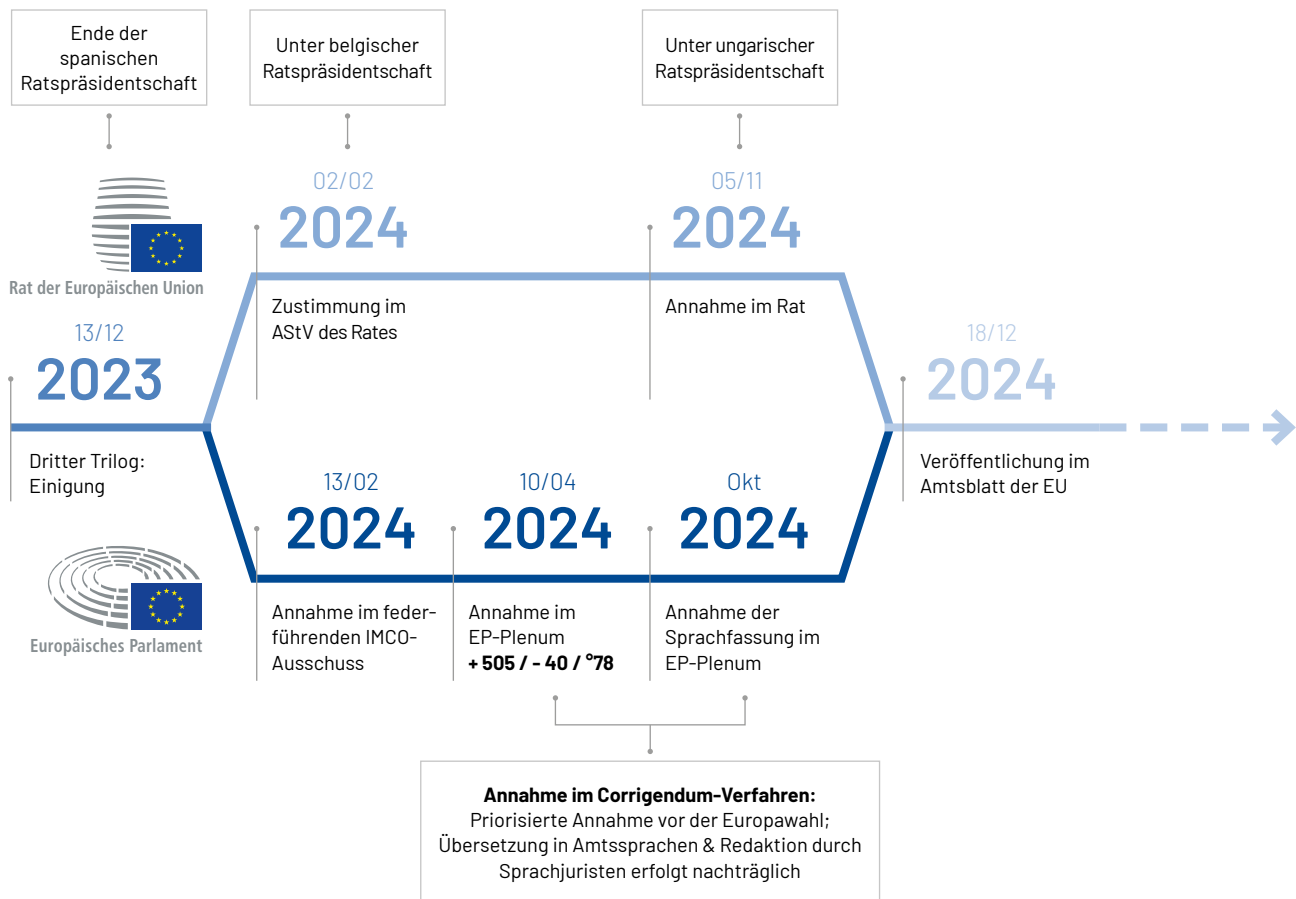 Ende der
spanischen
Ratspräsidentschaft
Unter belgischer
Ratspräsidentschaft
Unter ungarischer
Ratspräsidentschaft
Rat der Europäischen Union
02/02
2024
Zustimmung im
AStV des Rates
05/11
2024
Annahme im Rat
13/12
2023
Dritter Trilog:
Einigung
18/12
2024
Veröffentlichung im
Amtsblatt der EU
Europäisches Parlament
13/02
2024
Annahme im feder-
führenden IMCO-
Ausschuss
10/04
2024
Annahme im
EP-Plenum
+ 505 / - 40 / °78
Okt
2024
Annahme der
Sprachfassung im
EP-Plenum
Annahme im Corrigendum-Verfahren:
Priorisierte Annahme vor der Europawahl;
Übersetzung in Amtssprachen & Redaktion durch
Sprachjuristen erfolgt nachträglich